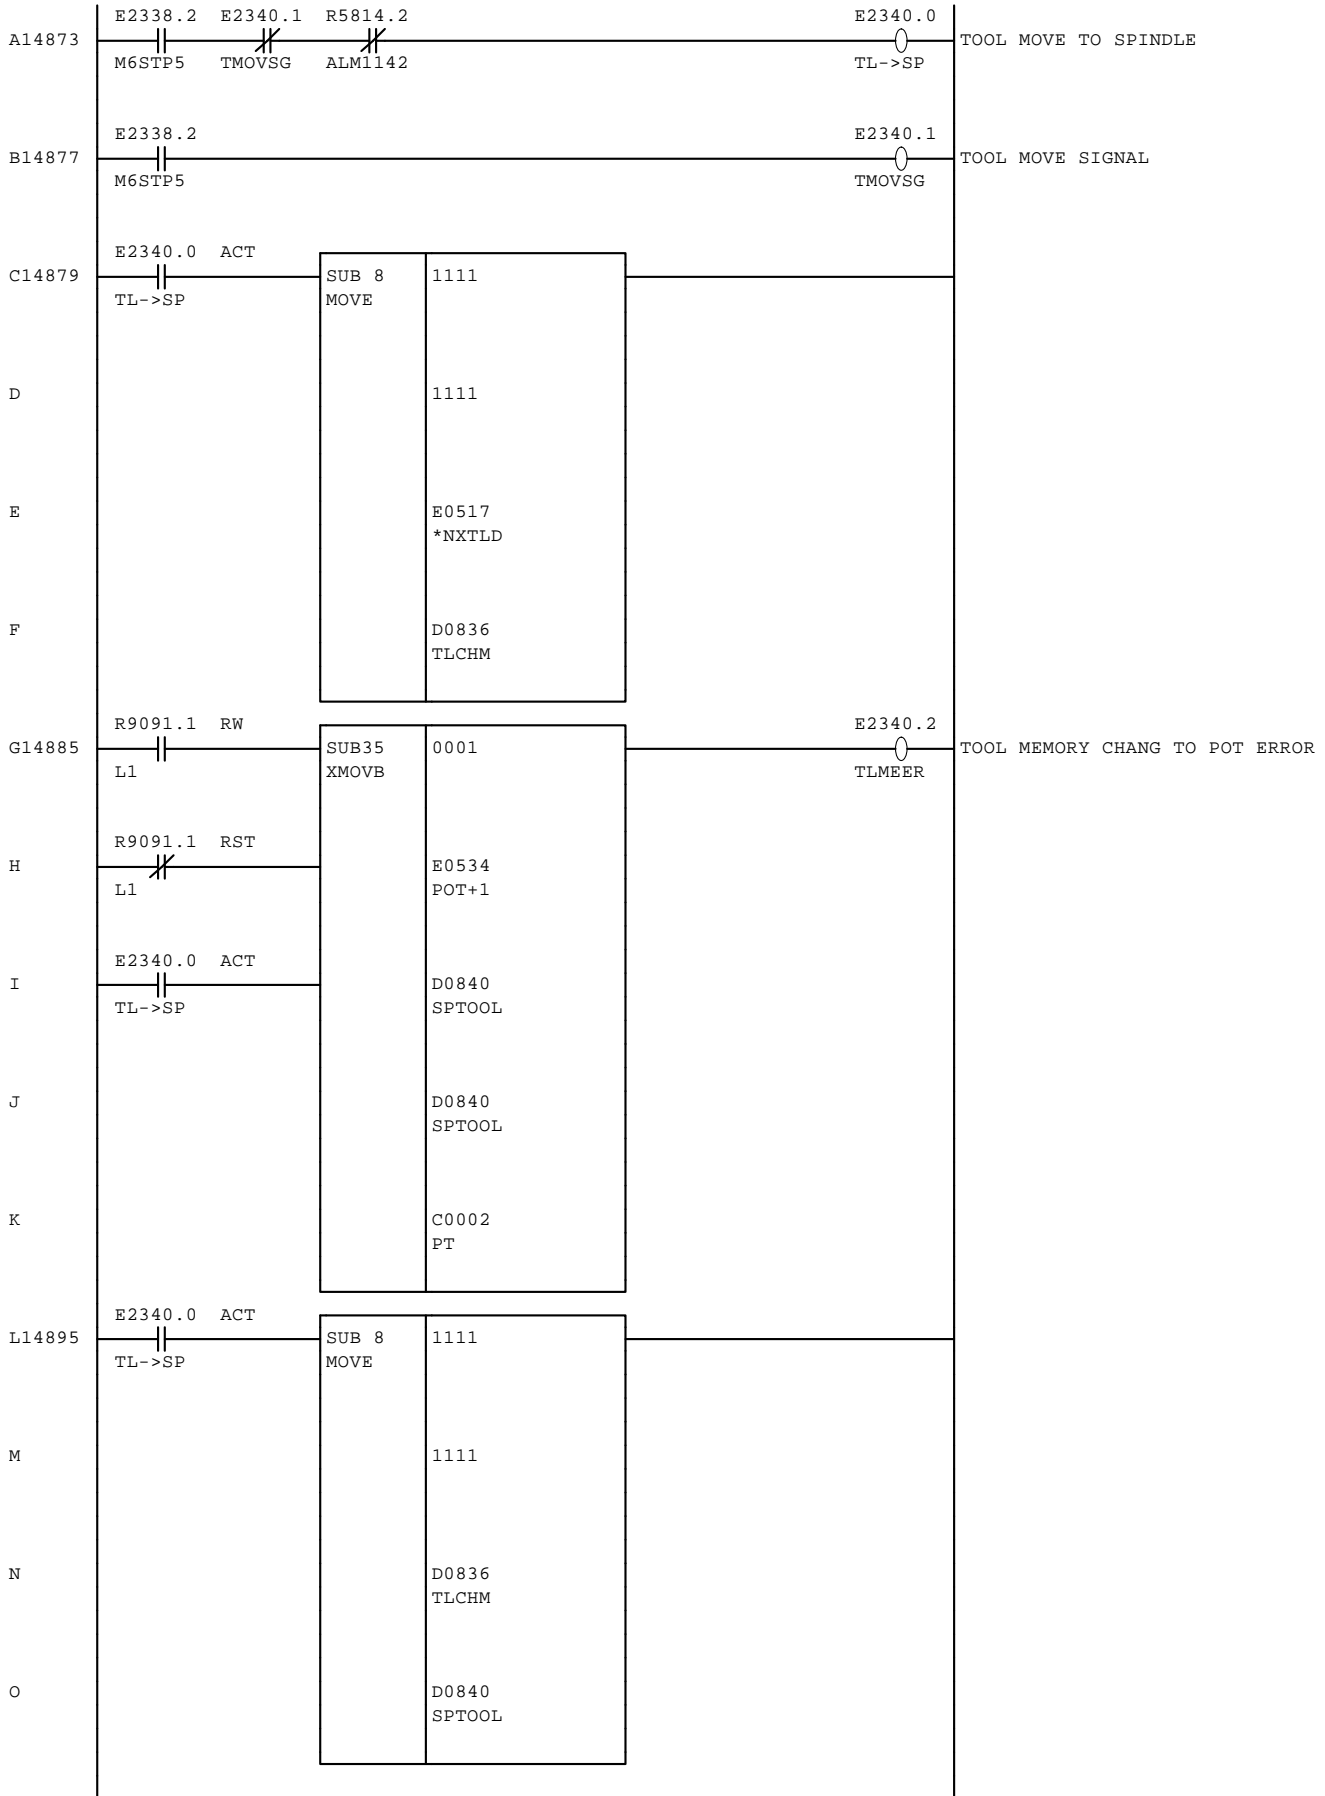 E2338.2 E2340.1 R5814.2 E2340.0
A14873 TOOL MOVE TO SPINDLE
M6STP5 TMOVSG ALM1142 TL->SP
E2338.2 E2340.1
B14877 TOOL MOVE SIGNAL
M6STP5 TMOVSG
E2340.0 ACT
C14879 SUB 8 1111
TL->SP MOVE
D 1111
E E0517
*NXTLD
F D0836
TLCHM
R9091.1 RW E2340.2
G14885 SUB35 0001 TOOL MEMORY CHANG TO POT ERROR
L1 XMOVB TLMEER
R9091.1 RST
H E0534
L1 POT+1
E2340.0 ACT
I D0840
TL->SP SPTOOL
J D0840
SPTOOL
K C0002
PT
E2340.0 ACT
L14895 SUB 8 1111
TL->SP MOVE
M 1111
N D0836
TLCHM
O D0840
SPTOOL